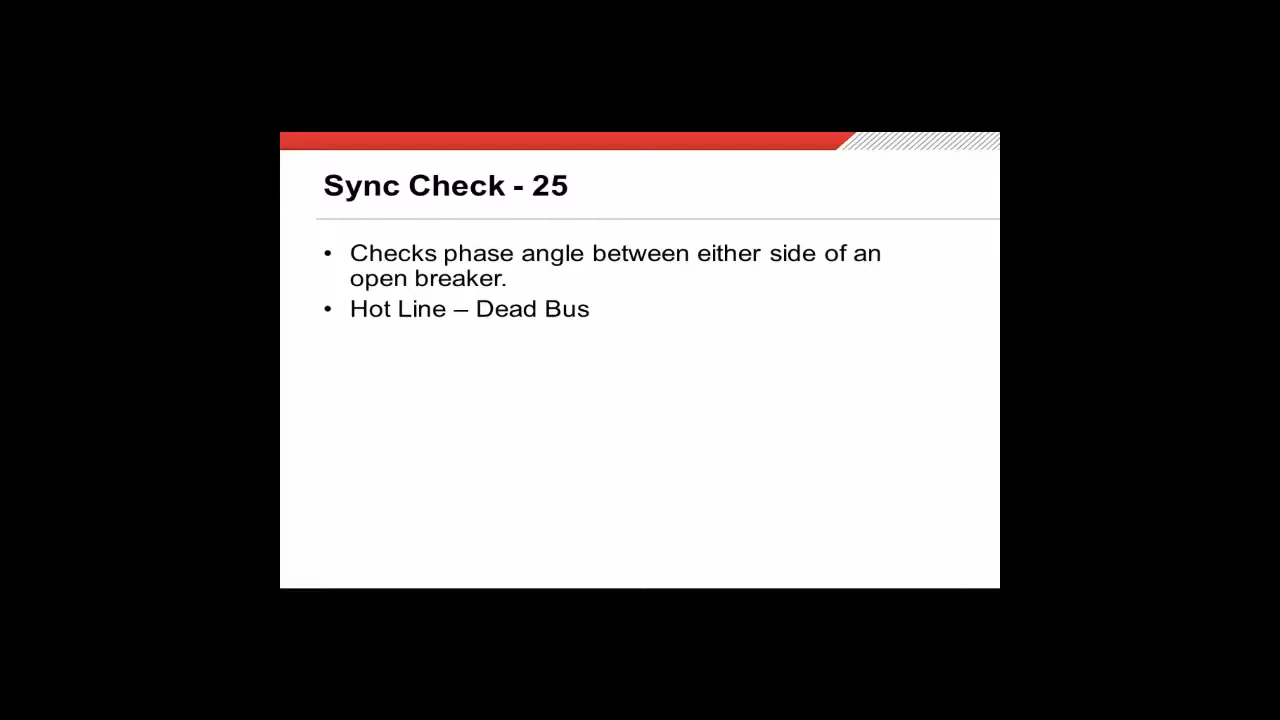 Sync Check - 25
• Checks phase angle between either side of an
open breaker.
• Hot Line – Dead Bus